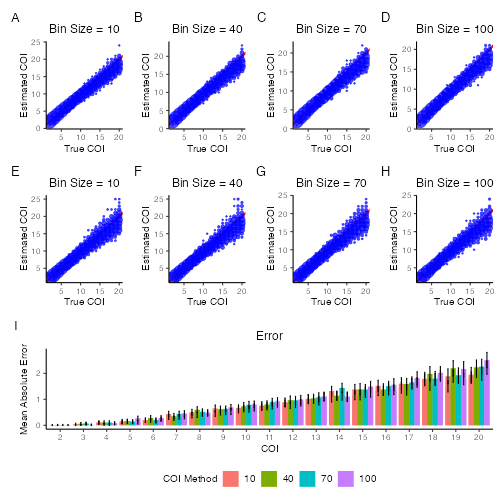 A B C D
Bin Size = 10 Bin Size = 40 Bin Size = 70 Bin Size = 100
Estimated COI Estimated COI Estimated COI Estimated COI
25
20 20 20 20
15 15 15 15
10 10 10 10
5 5 5 5
0 0 0 0
5 10 15 20 5 10 15 20 5 10 15 20 5 10 15 20
True COI True COI True COI True COI
E F G H
Bin Size = 10 Bin Size = 40 Bin Size = 70 Bin Size = 100
Estimated COI Estimated COI Estimated COI Estimated COI
25 25 25 25
20 20 20 20
15 15 15 15
10 10 10 10
5 5 5 5
5 10 15 20 5 10 15 20 5 10 15 20 5 10 15 20
True COI True COI True COI True COI
I
Error
Mean Absolute Error
2
1
0
2 3 4 5 6 7 8 9 10 11 12 13 14 15 16 17 18 19 20
COI
COI Method 10 40 70 100